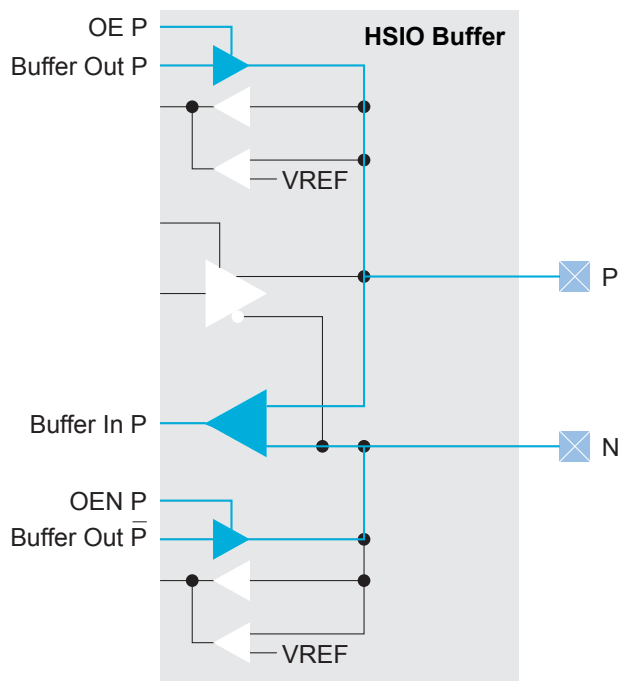 OE P
HSIO Buffer
Buffer Out P
VREF
P
Buffer In P
N
OEN P
Buffer Out P̅
VREF